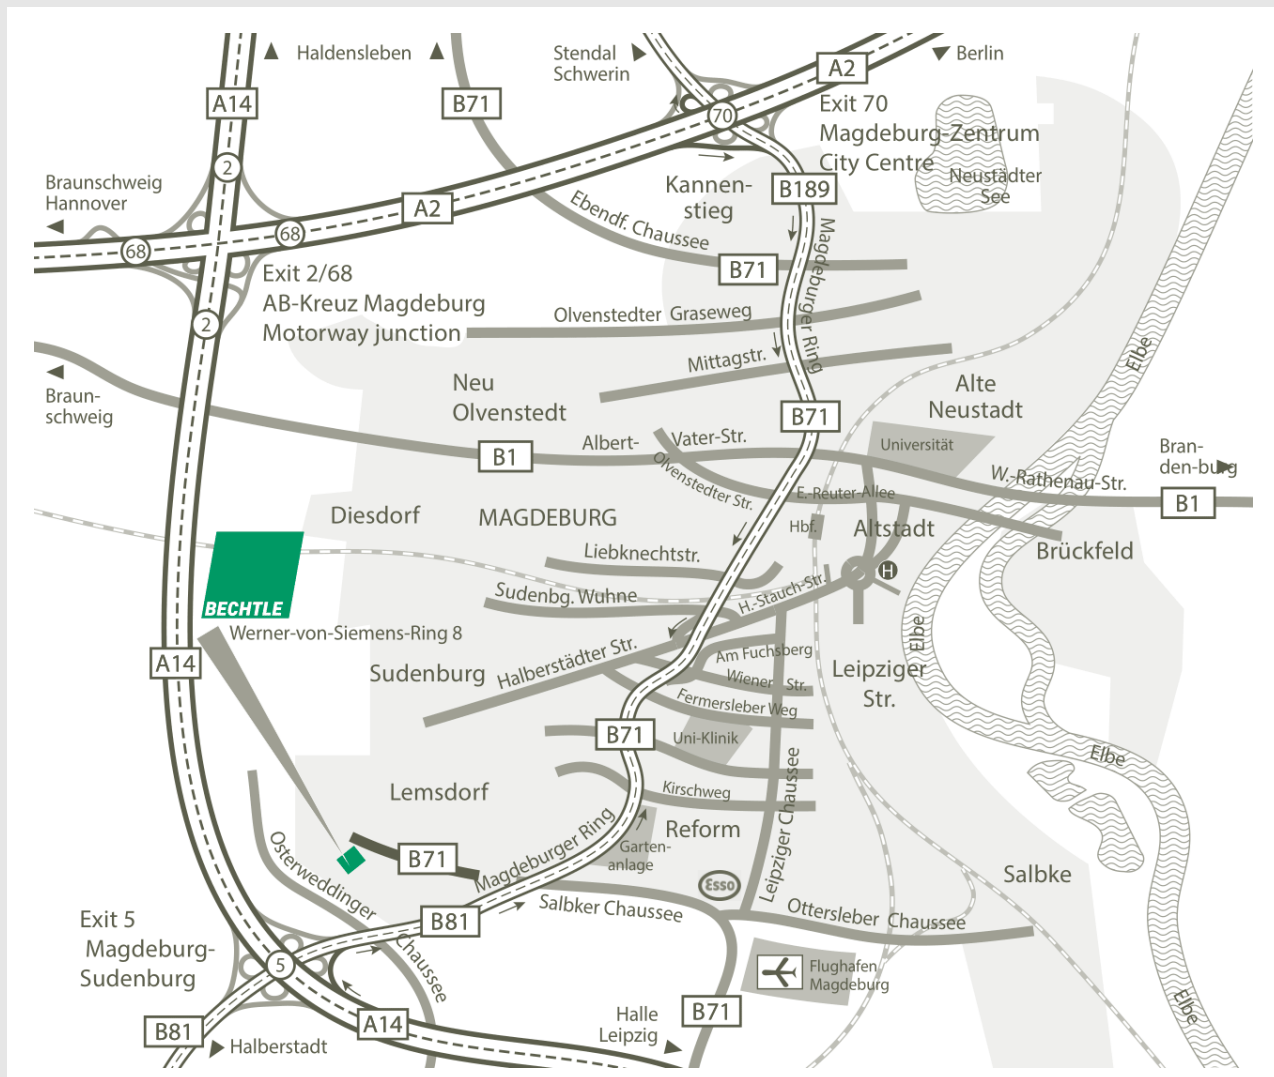 Haldensleben
Stendal
Schwerin
Berlin
A2
A14
B71
70
Exit 70
Magdeburg-Zentrum
City Centre
2
Braunschweig
Hannover
Kannen-
stieg
B189
Neustädter
See
A2
68
68
Ebendf. Chaussee
Magdeburger Ring
B71
Exit 2/68
AB-Kreuz Magdeburg
Motorway junction
2
Olvenstedter Graseweg
Mittagstr.
Elbe
Braun-
schweig
Neu
Olvenstedt
Alte
Neustadt
B71
B1
Albert-
Vater-Str.
Universität
Bran-
den-burg
W.-Rathenau-Str.
B1
Olvenstedter Str.
E.-Reuter-Allee
Diesdorf
MAGDEBURG
Hbf.
Altstadt
Brückfeld
Liebknechtstr.
H
BECHTLE
Sudenbg. Wuhne
H.-Stauch-Str.
Werner-von-Siemens-Ring 8
Elbe
A14
Sudenburg
Halberstädter Str.
Am Fuchsberg
Wiener Str.
Leipziger
Str.
Fermersleber Weg
B71
Uni-Klinik
Elbe
Lemsdorf
Kirschweg
Leipziger Chaussee
Magdeburger Ring
Reform
Garten-
anlage
B71
Osterweddinger
Chaussee
Esso
Salbke
Exit 5
Magdeburg-
Sudenburg
B81
Salbker Chaussee
Ottersleber Chaussee
5
Flughafen
Magdeburg
Elbe
B81
Halberstadt
A14
Halle
Leipzig
B71